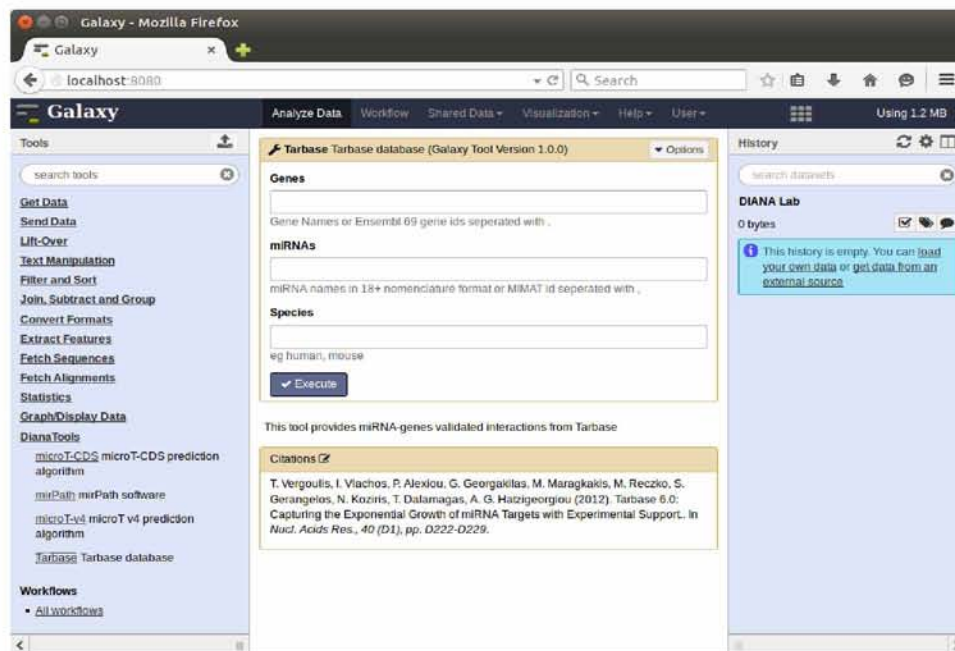 Galaxy - Mozilla Firefox
Galaxy
localhost:8080
Search
Galaxy
Analyze Data Workflow Shared Data Visualization Help User
Using 1.2 MB
Tools
search tools
Get Data
Send Data
Lift-Over
Text Manipulation
Filter and Sort
Join, Subtract and Group
Convert Formats
Extract Features
Fetch Sequences
Fetch Alignments
Statistics
Graph/Display Data
DianaTools
microT-CDS microT-CDS prediction
algorithm
mirPath mirPath software
microT-v4 microT v4 prediction
algorithm
Tarbase Tarbase database
Workflows
• All workflows
Tarbase Tarbase database (Galaxy Tool Version 1.0.0)
Options
Genes
Gene Names or Ensembl 69 gene ids seperated with ,
miRNAs
miRNA names in 18+ nomenclature format or MIMAT id seperated with ,
Species
eg human, mouse
Execute
This tool provides miRNA-genes validated interactions from Tarbase
Citations
T. Vergoulis, I. Vlachos, P. Alexiou, G. Georgakilas, M. Maragkakis, M. Reczko, S.
Gerangelos, N. Koziris, T. Dalamagas, A. G. Hatzigeorgiou (2012). Tarbase 6.0:
Capturing the Exponential Growth of miRNA Targets with Experimental Support.. In
Nucl. Acids Res., 40 (D1), pp. D222-D229.
History
search datasets
DIANA Lab
0 bytes
This history is empty. You can load
your own data or get data from an
external source